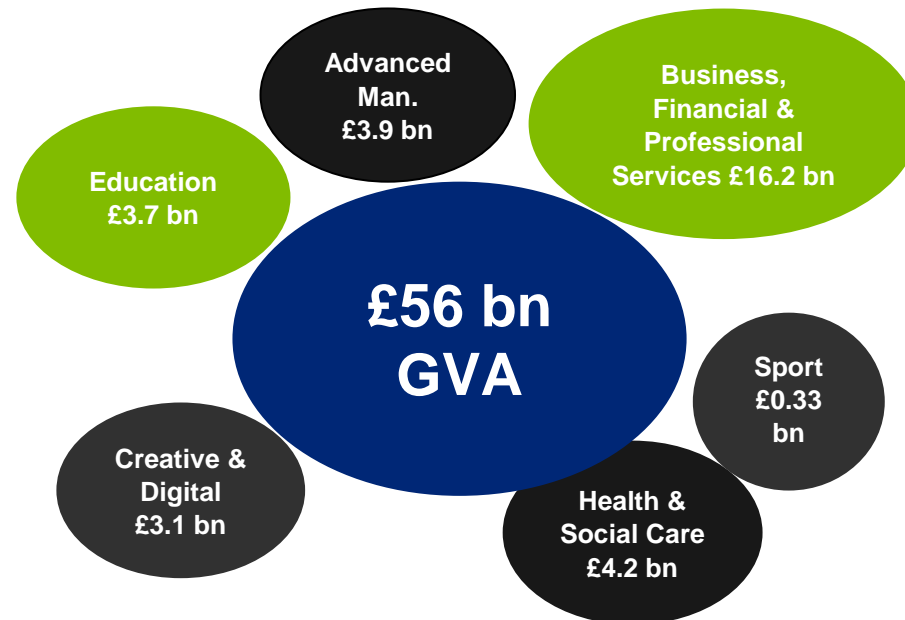 Advanced
Man.
£3.9 bn
Business,
Financial &
Professional
Services £16.2 bn
Education
£3.7 bn
£56 bn
GVA
Sport
£0.33
bn
Creative &
Digital
£3.1 bn
Health &
Social Care
£4.2 bn